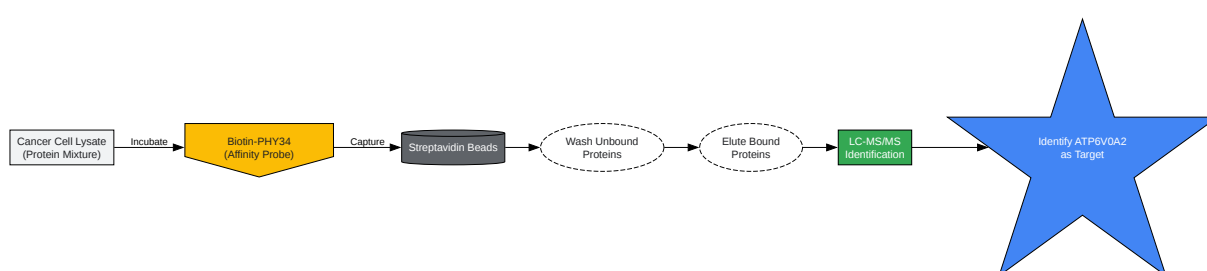 Cancer Cell Lysate
(Protein Mixture)
Incubate
Biotin-PHY34
(Affinity Probe)
Capture
Streptavidin Beads
Wash Unbound
Proteins
Elute Bound
Proteins
LC-MS/MS
Identification
Identify ATP6V0A2
as Target